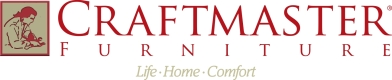 CRAFTMASTER®
FURNITURE
Life · Home · Comfort